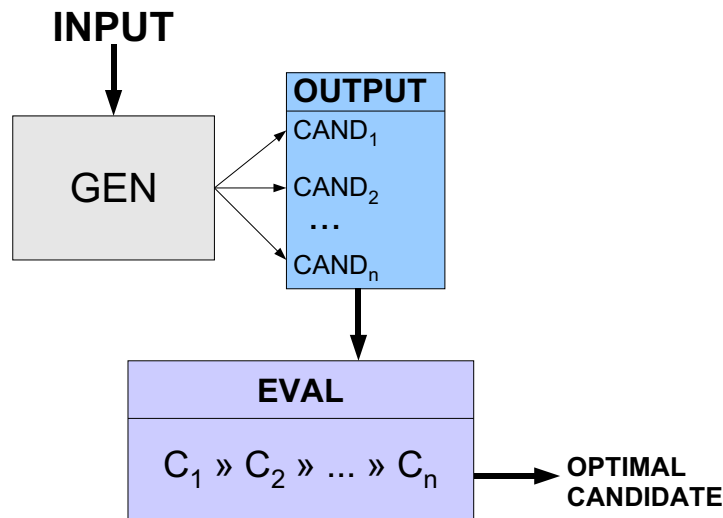 INPUT
GEN
OUTPUT
CAND₁
CAND₂
...
CANDₙ
EVAL
C₁ » C₂ » ... » Cₙ
OPTIMAL
CANDIDATE